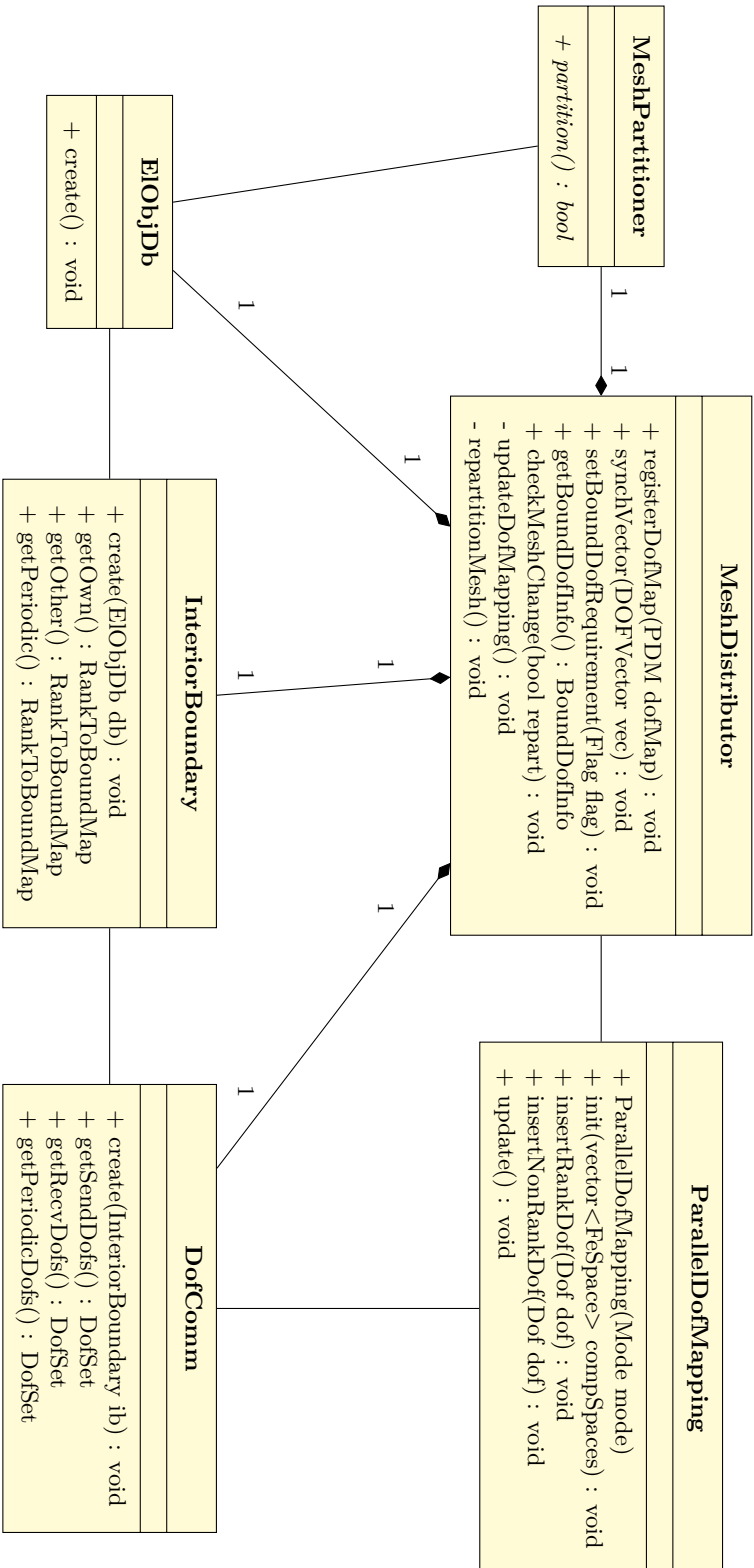 MeshPartitioner
+ partition() : bool
1
1
MeshDistributor
+ registerDofMap(PDM dofMap) : void
+ synchVector(DOFVector vec) : void
+ setBoundDofRequirement(Flag flag) : void
+ getBoundDofInfo() : BoundDofInfo
+ checkMeshChange(bool repart) : void
- updateDofMapping() : void
- repartitionMesh() : void
ParallelDofMapping
+ ParallelDofMapping(Mode mode)
+ init(vector<FeSpace> compSpaces) : void
+ insertRankDof(Dof dof) : void
+ insertNonRankDof(Dof dof) : void
+ update() : void
1
1
1
1
1
1
ElObjDb
+ create() : void
InteriorBoundary
+ create(ElObjDb db) : void
+ getOwn() : RankToBoundMap
+ getOther() : RankToBoundMap
+ getPeriodic() : RankToBoundMap
DofComm
+ create(InteriorBoundary ib) : void
+ getSendDofs() : DofSet
+ getRecvDofs() : DofSet
+ getPeriodicDofs() : DofSet